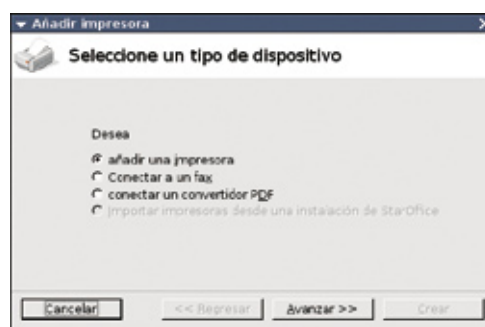 Añadir impresora
Seleccione un tipo de dispositivo
Desea
añadir una impresora
Conectar a un fax
conectar un convertidor PDF
Importar impresoras desde una instalación de StarOffice
Cancelar << Regresar Avanzar >> Crear